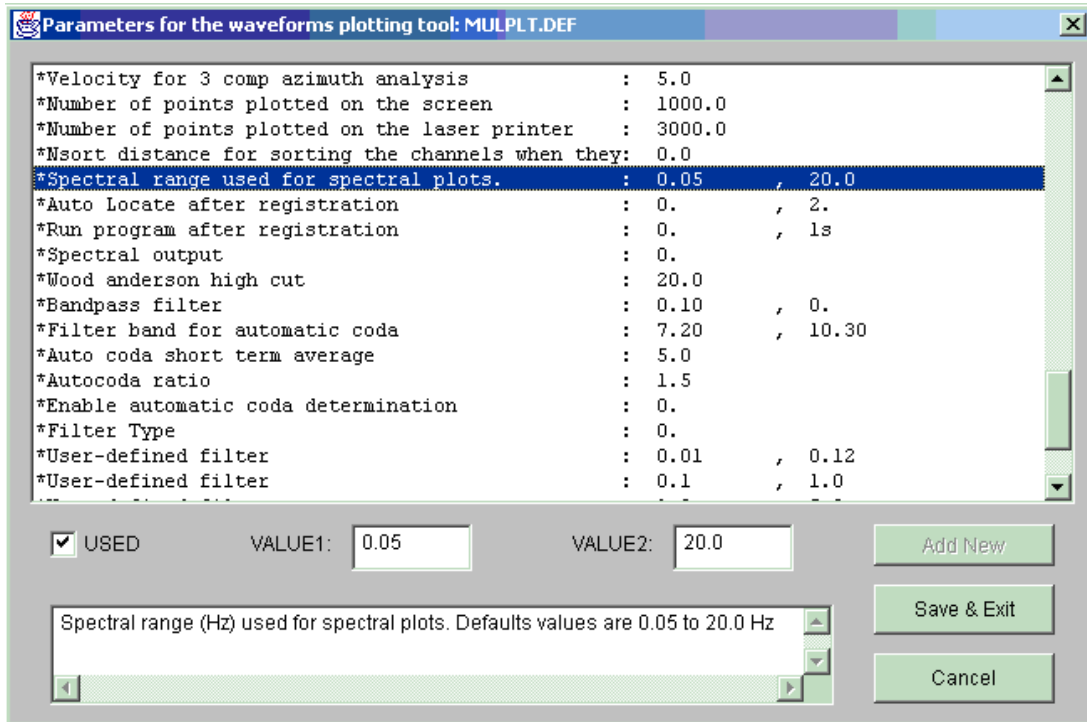 Parameters for the waveforms plotting tool: MULPLT.DEF
*Velocity for 3 comp azimuth analysis : 5.0
*Number of points plotted on the screen : 1000.0
*Number of points plotted on the laser printer : 3000.0
*Nsort distance for sorting the channels when they: 0.0
*Spectral range used for spectral plots. : 0.05 , 20.0
*Auto Locate after registration : 0. , 2.
*Run program after registration : 0. , ls
*Spectral output : 0.
*Wood anderson high cut : 20.0
*Bandpass filter : 0.10 , 0.
*Filter band for automatic coda : 7.20 , 10.30
*Auto coda short term average : 5.0
*Autocoda ratio : 1.5
*Enable automatic coda determination : 0.
*Filter Type : 0.
*User-defined filter : 0.01 , 0.12
*User-defined filter : 0.1 , 1.0
USED VALUE1: 0.05 VALUE2: 20.0 Add New
Spectral range (Hz) used for spectral plots. Defaults values are 0.05 to 20.0 Hz
Save & Exit
Cancel